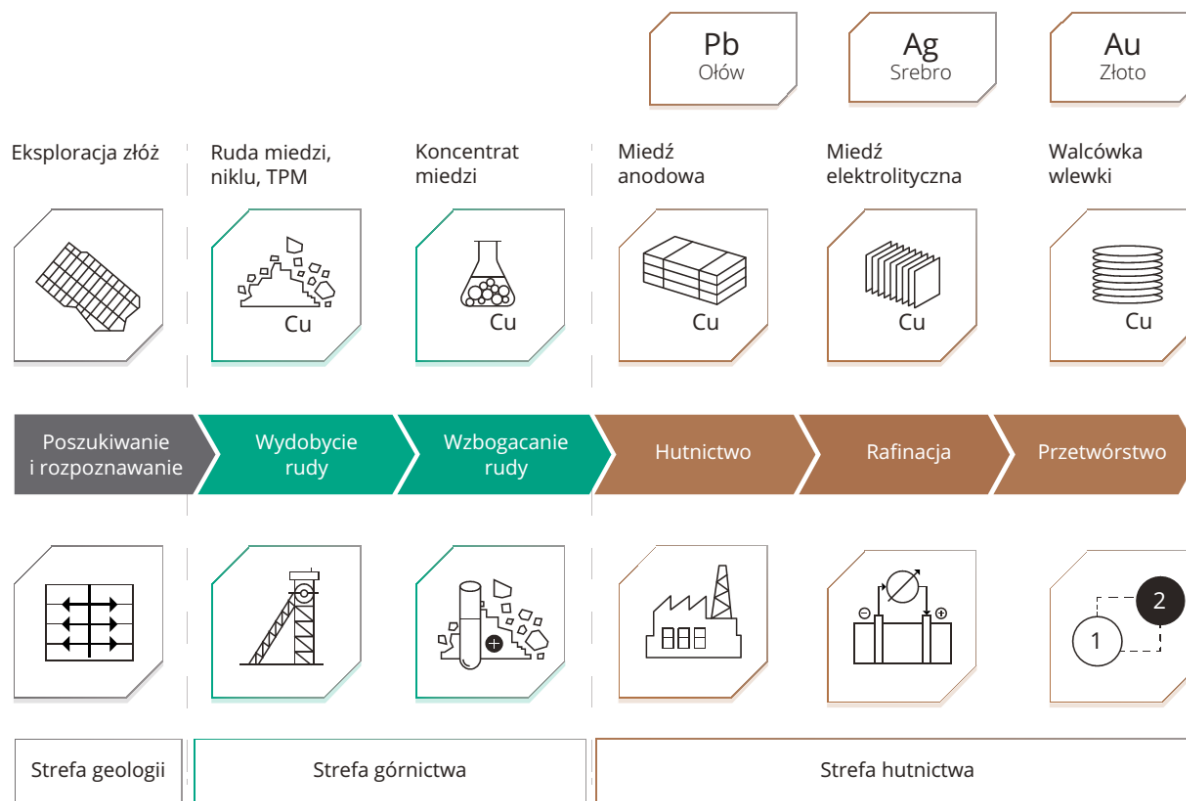 Pb
Ołów
Ag
Srebro
Au
Złoto
Eksploracja złóż
Ruda miedzi,
niklu, TPM
Koncentrat
miedzi
Miedź
anodowa
Miedź
elektrolityczna
Walcówka
wlewki
Cu
Cu
Cu
Cu
Cu
Poszukiwanie
i rozpoznawanie
Wydobycie
rudy
Wzbogacanie
rudy
Hutnictwo
Rafinacja
Przetwórstwo
+
−
+
2
1
Strefa geologii
Strefa górnictwa
Strefa hutnictwa